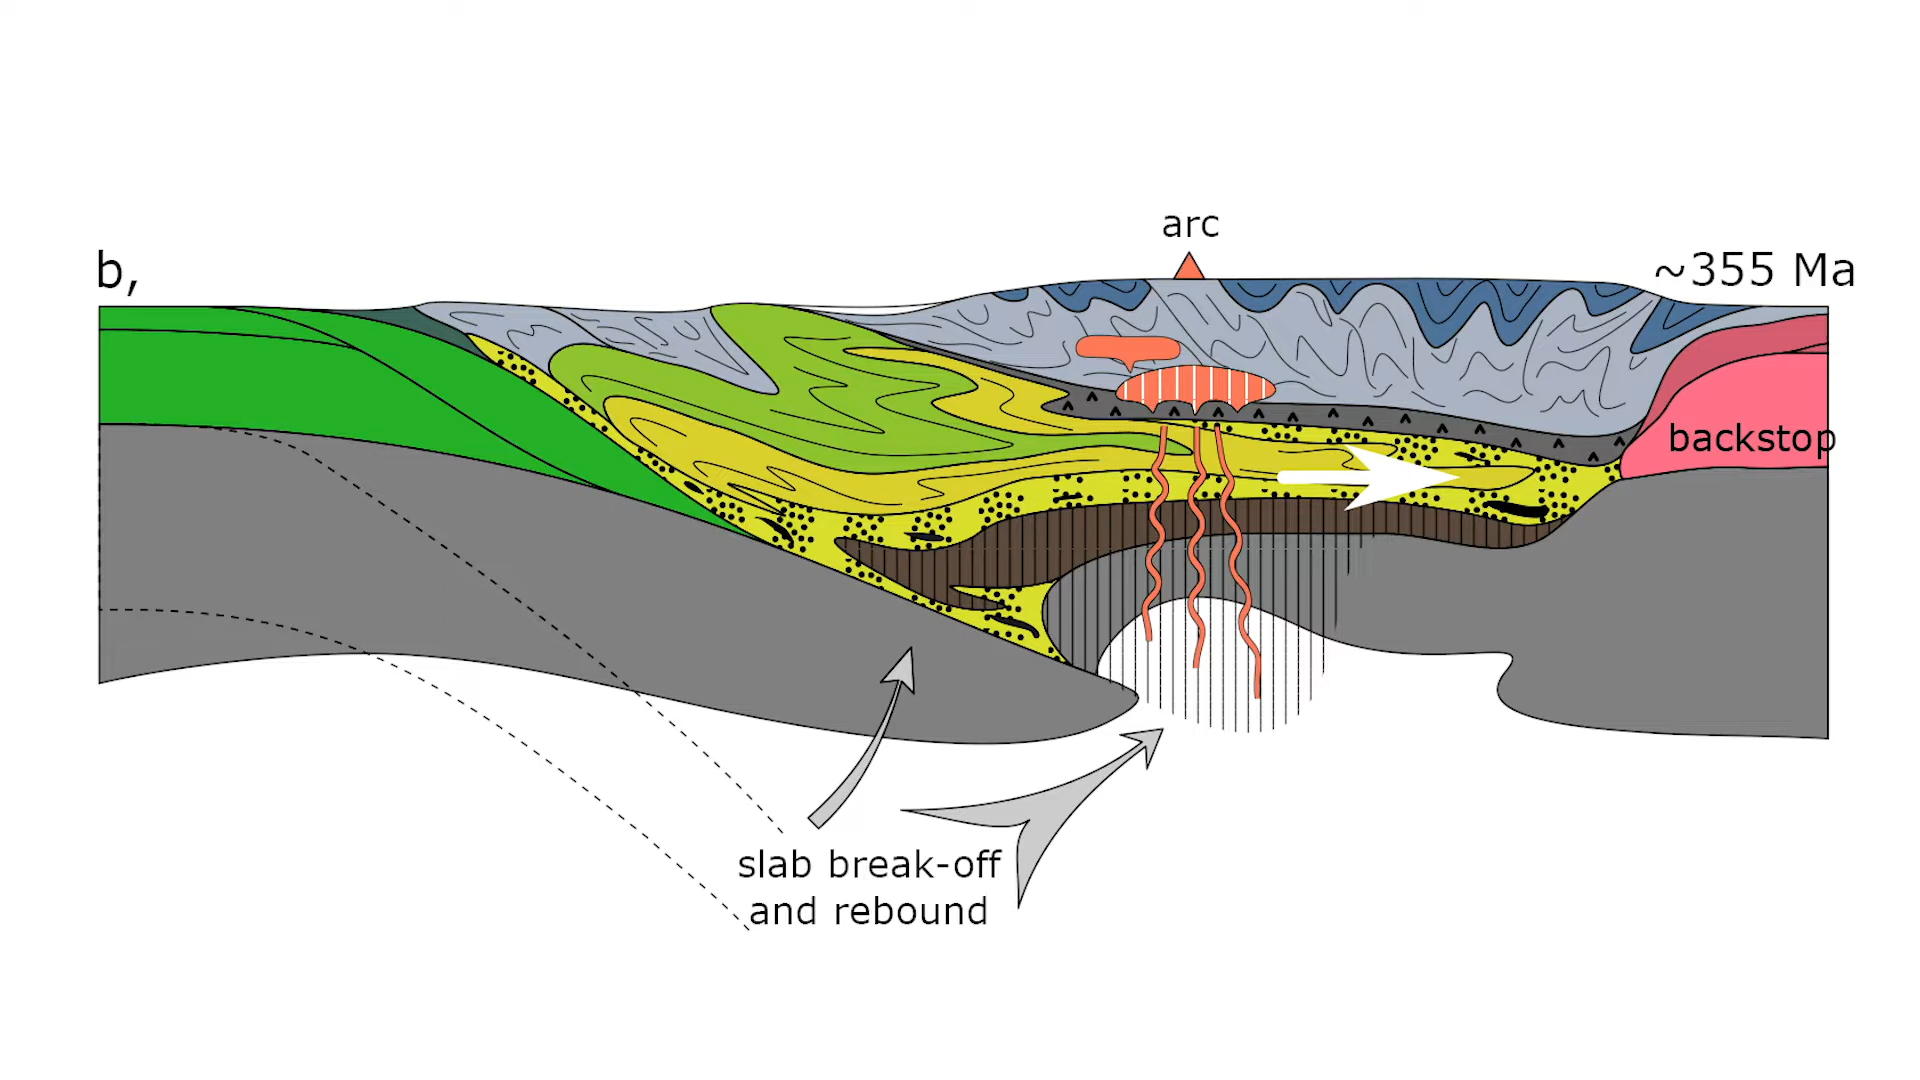 arc
b,
~355 Ma
backstop
slab break-off
and rebound